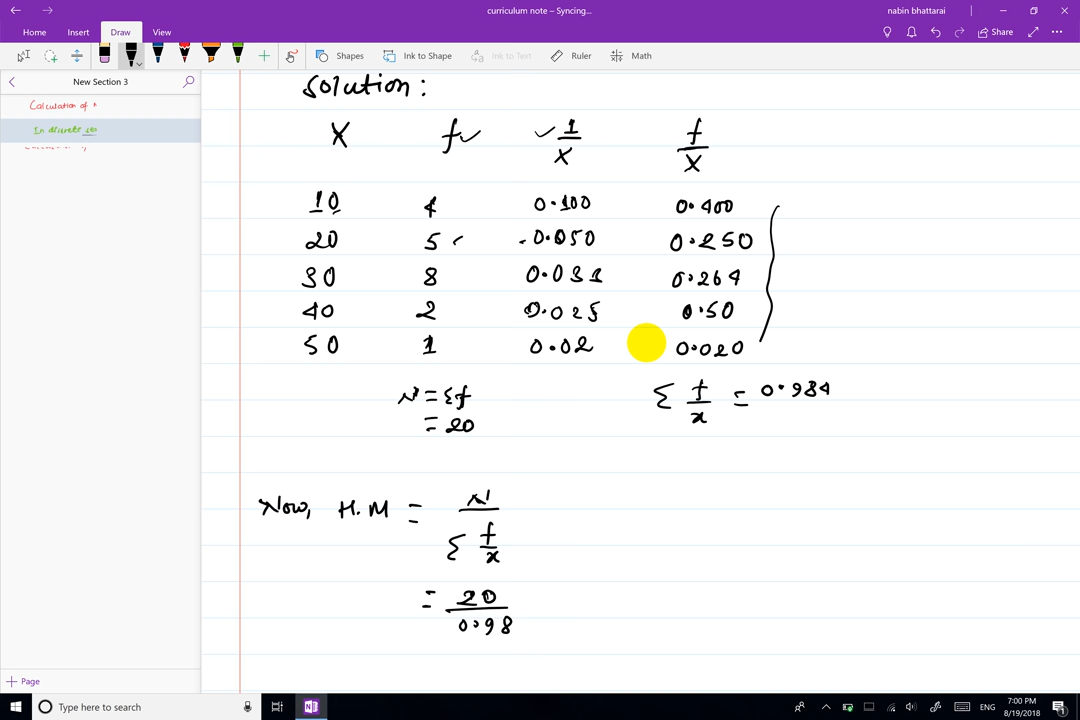 curriculum note – Syncing...
nabin bhattarai
Home Insert Draw View
Share
Shapes Ink to Shape Ink to Text Ruler Math
New Section 3
Calculation of
In discrete
Solution:
X f 1/X f/X
10 4 0.100 0.400
20 5 0.050 0.250
30 8 0.033 0.264
40 2 0.025 0.50
50 1 0.02 0.020
N = Σf
= 20
Σ f/x = 0.984
Now, H.M = N / Σ f/x
= 20/0.98
Page
Type here to search
ENG
7:00 PM
8/19/2018